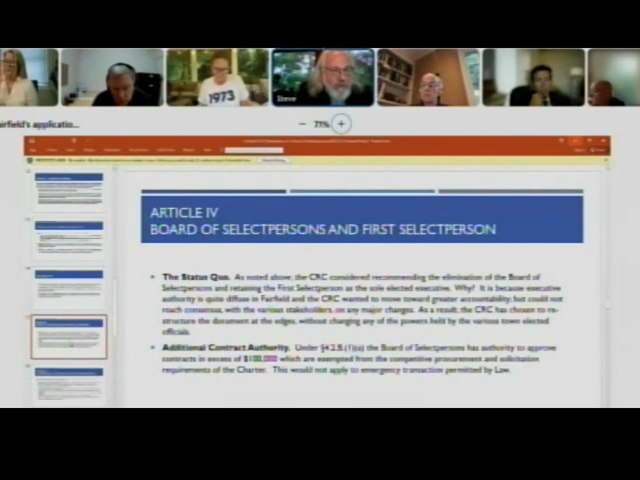 1973
Steve
irfield's applicatio...
71%
ARTICLE IV
BOARD OF SELECTPERSONS AND FIRST SELECTPERSON
The Status Quo. As noted above, the CRC considered recommending the elimination of the Board of
Selectpersons and retaining the First Selectperson as the sole elected executive. Why? It is because executive
authority is quite diffuse in Fairfield and the CRC wanted to move toward greater accountability; but could not
reach consensus, with the various stakeholders, on any major changes. As a result, the CRC has chosen to re-
structure the document at the edges, without changing any of the powers held by the various town elected
officials.
Additional Contract Authority. Under the Board of Selectpersons has authority to approve
contracts in excess of $100,000 which are exempted from the competitive procurement and solicitation
requirements of the Charter. This would not apply to emergency transaction permitted by Law.